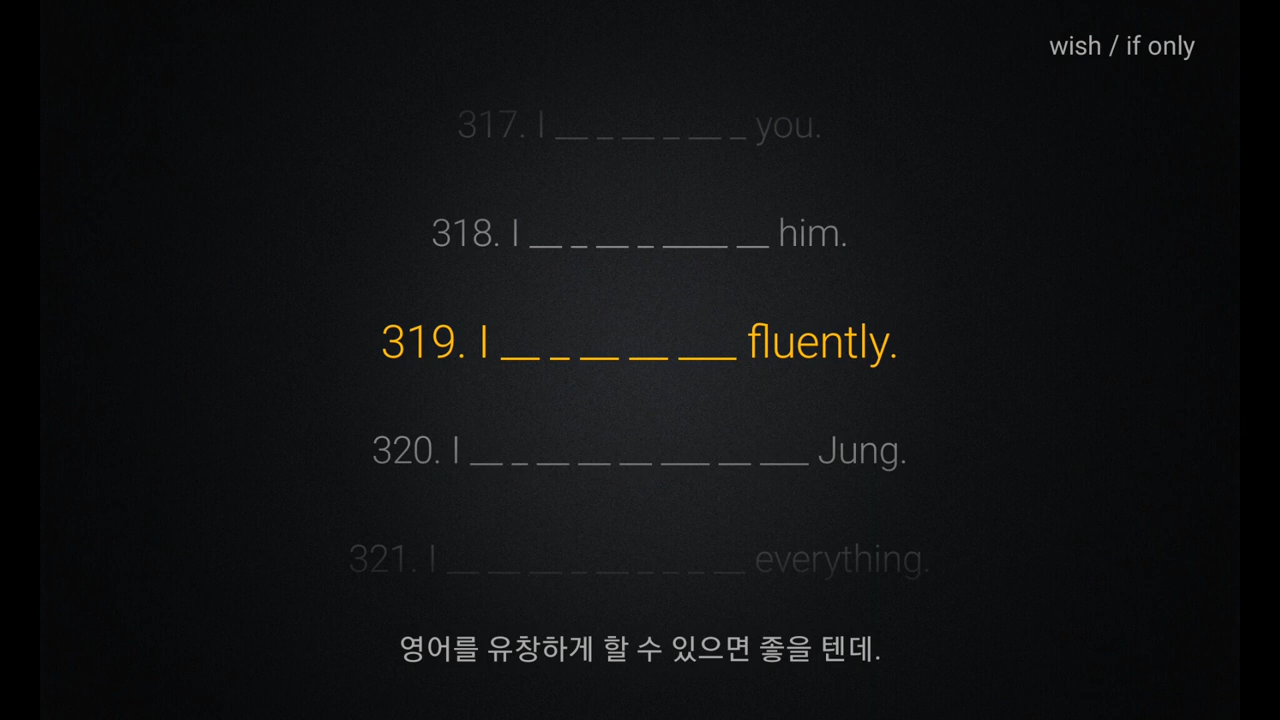 wish / if only
317. I __ _ __ _ __ _ you.
318. I __ _ __ _ ____ __ him.
319. I __ _ __ __ ___ fluently.
320. I __ _ __ __ __ ___ __ ___ Jung.
321. I __ __ __ _ __ _ _ _ __ everything.
영어를 유창하게 할 수 있으면 좋을 텐데.